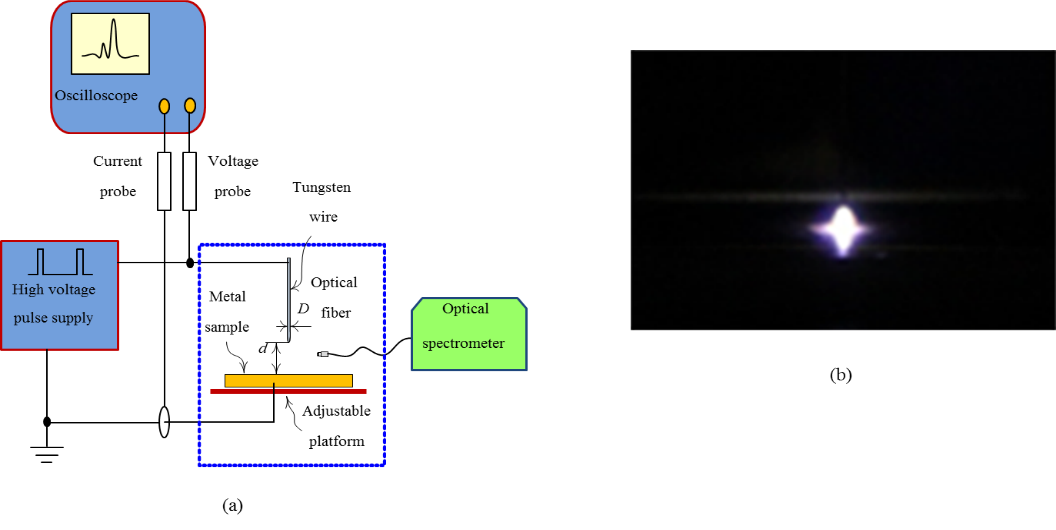 Oscilloscope
Current
probe
Voltage
probe
Tungsten
wire
High voltage
pulse supply
Metal
sample
Optical
fiber
D
d
Optical
spectrometer
Adjustable
platform
(a)
(b)